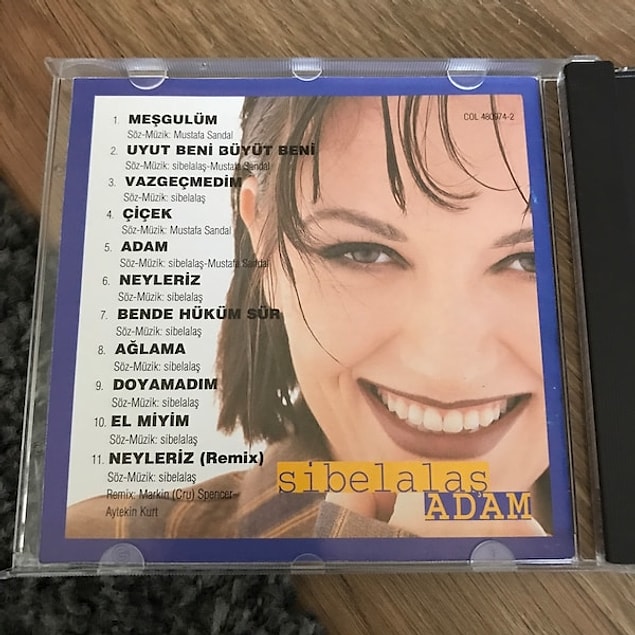 COL 480974-2
1. MEŞGULÜM
Söz-Müzik: Mustafa Sandal
2. UYUT BENİ BÜYÜT BENİ
Söz-Müzik: sibelalaş-Mustafa Sandal
3. VAZGEÇMEDİM
Söz-Müzik: sibelalaş
4. ÇİÇEK
Söz-Müzik: Mustafa Sandal
5. ADAM
Söz-Müzik: sibelalaş-Mustafa Sandal
6. NEYLERİZ
Söz-Müzik: sibelalaş
7. BENDE HÜKÜM SÜR
Söz-Müzik: sibelalaş
8. AĞLAMA
Söz-Müzik: sibelalaş
9. DOYAMADIM
Söz-Müzik: sibelalaş
10. EL MİYİM
Söz-Müzik: sibelalaş
11. NEYLERİZ (Remix)
Söz-Müzik: sibelalaş
Remix: Markin (Cru) Spencer-
Aytekin Kurt
sibelalaş
ADAM